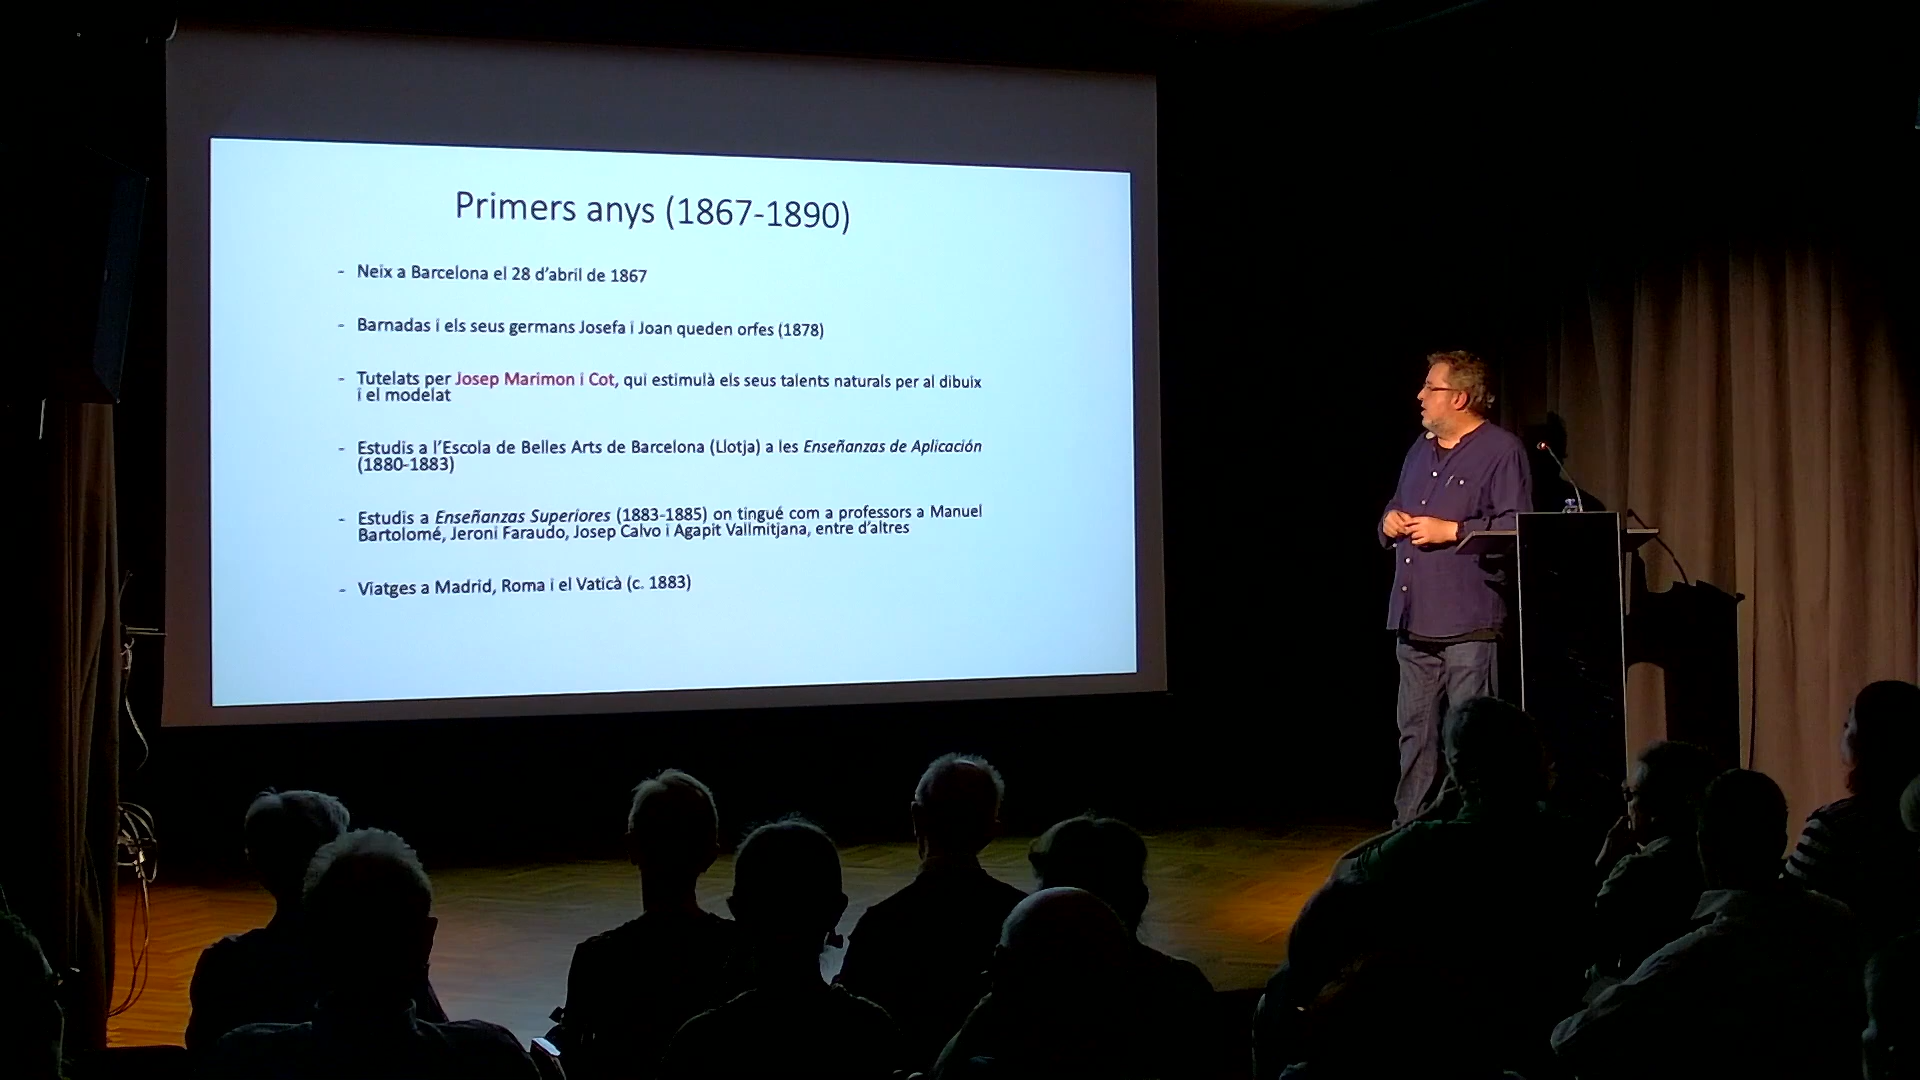 Primers anys (1867-1890)
- Neix a Barcelona el 28 d'abril de 1867
- Barnadas i els seus germans Josefa i Joan queden orfes (1878)
- Tutelats per Josep Marimon i Cot, qui estimulà els seus talents naturals per al dibuix
i el modelat
- Estudis a l'Escola de Belles Arts de Barcelona (Llotja) a les Enseñanzas de Aplicación
(1880-1883)
- Estudis a Enseñanzas Superiores (1883-1885) on tingué com a professors a Manuel
Bartolomé, Jeroni Faraudo, Josep Calvo i Agapit Vallmitjana, entre d'altres
- Viatges a Madrid, Roma i el Vaticà (c. 1883)